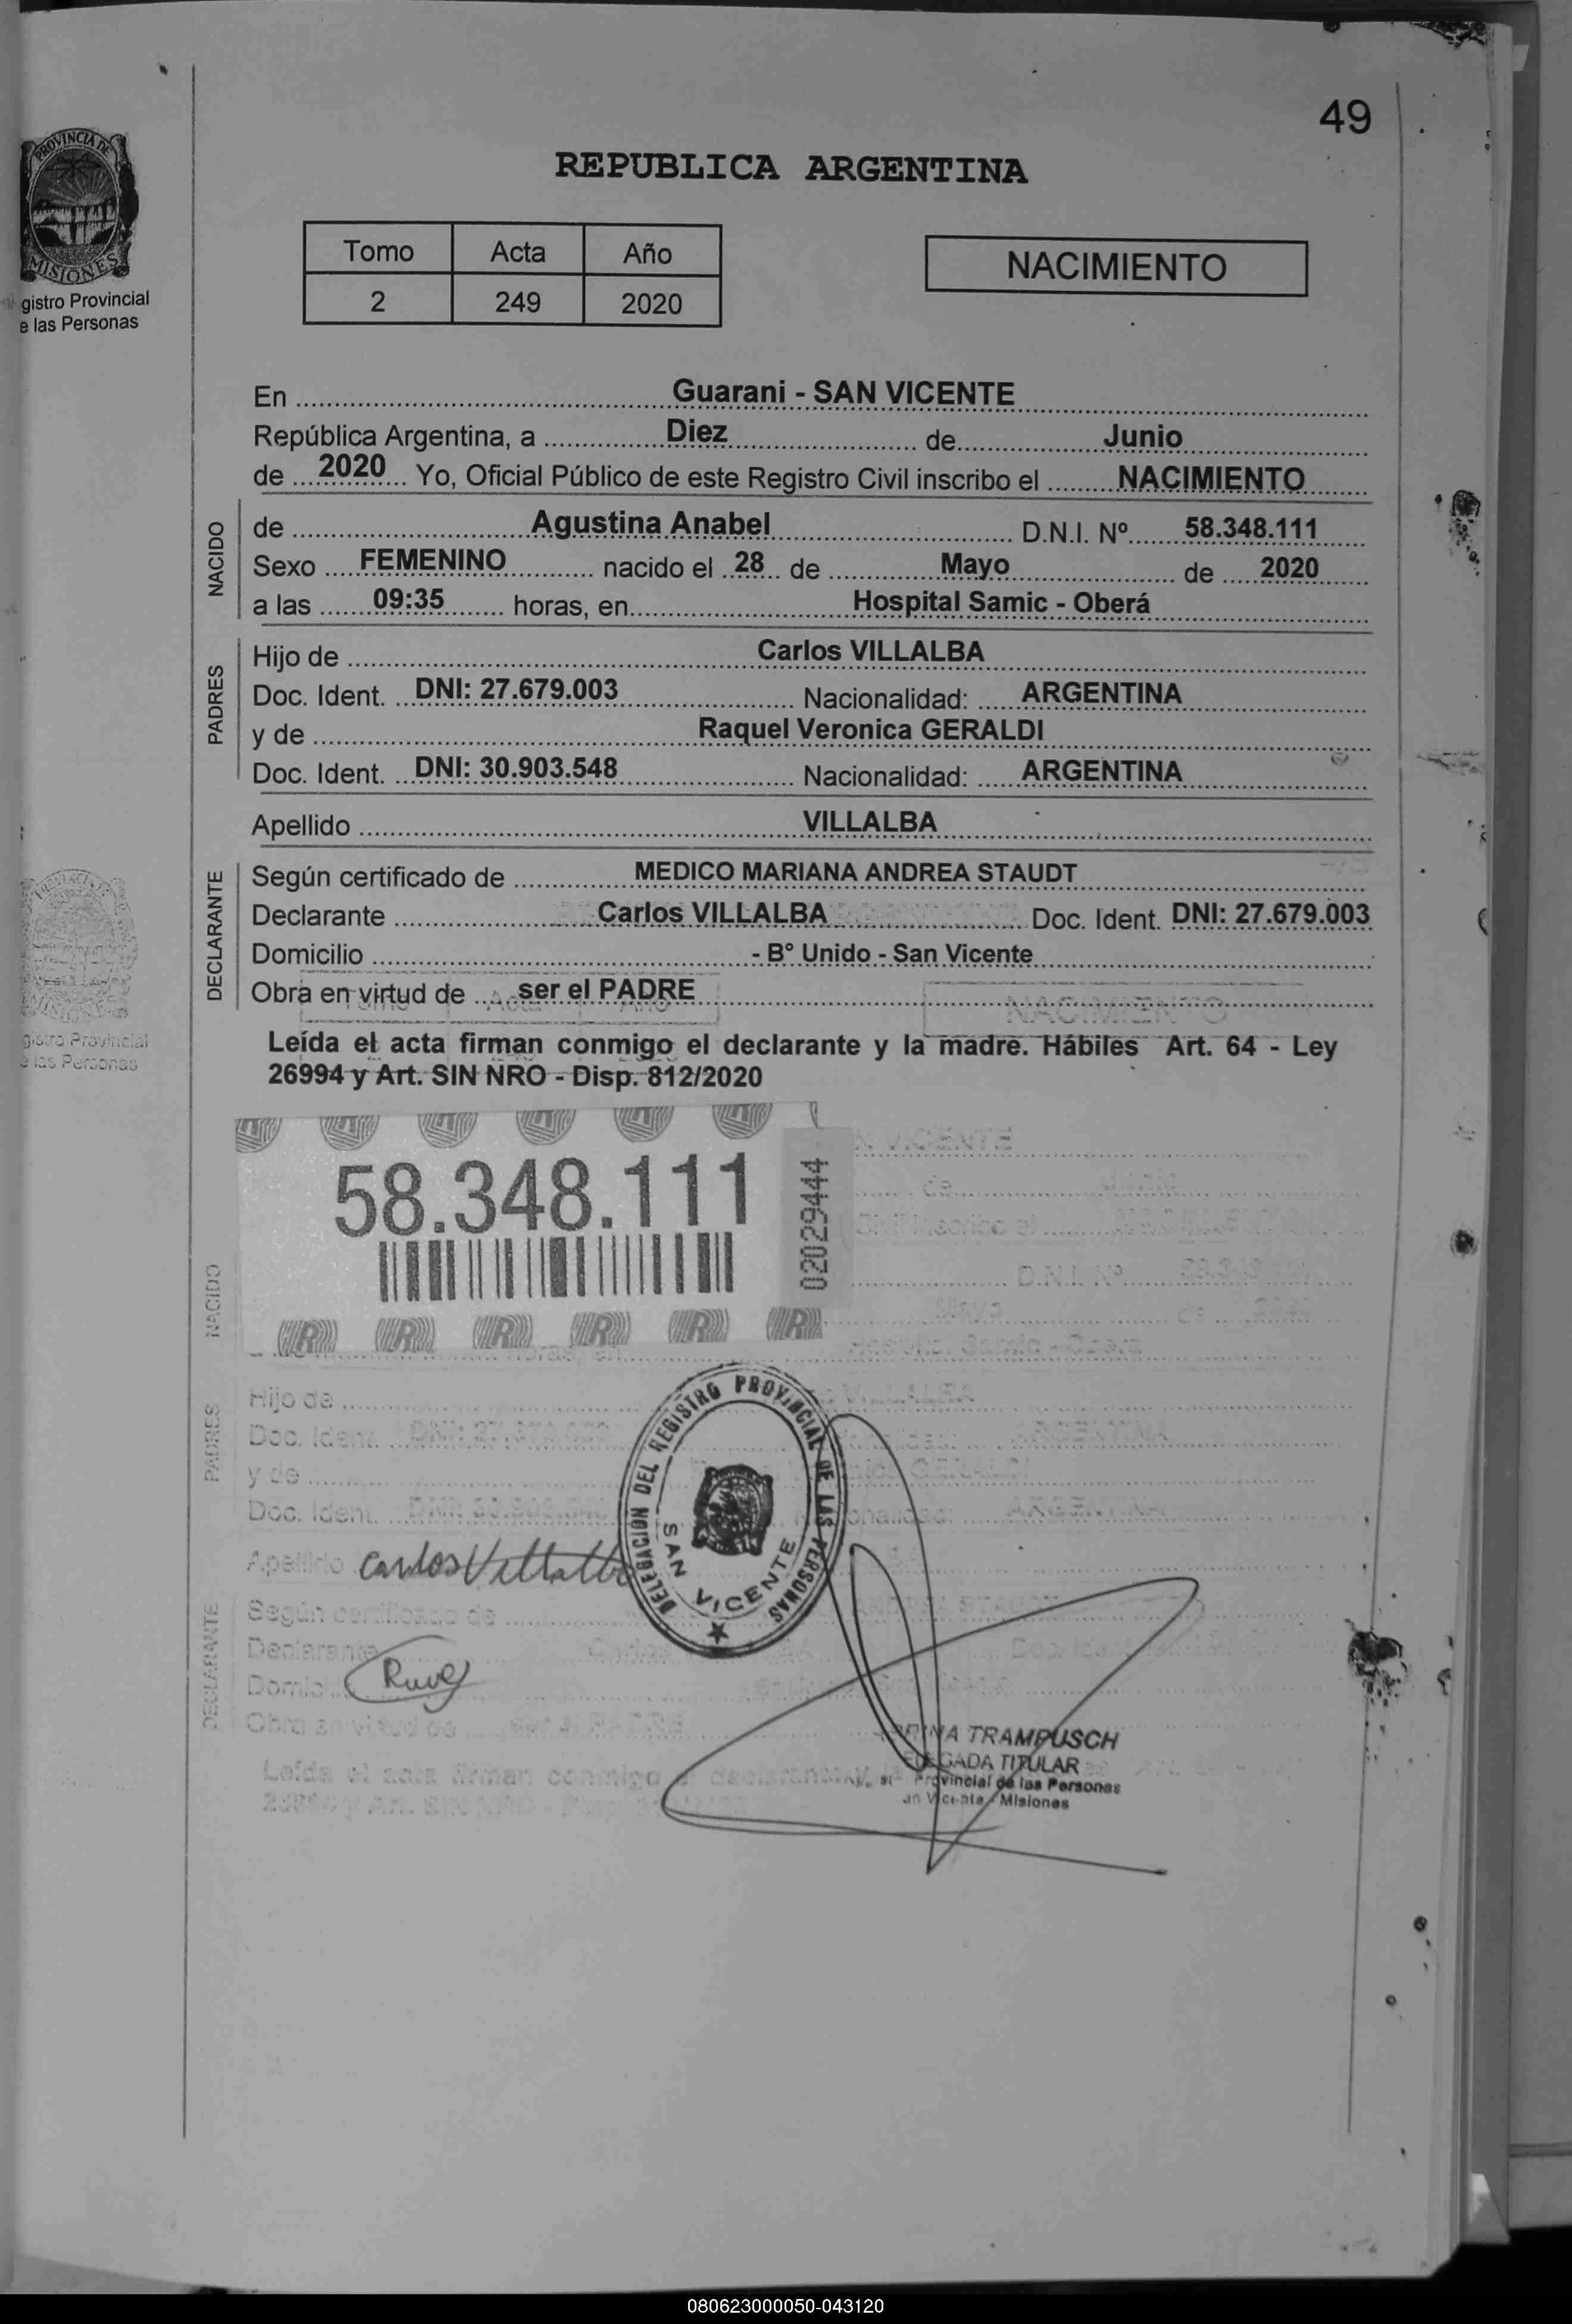 49
PROVINCIA DE
MISIONES
gistro Provincial
e las Personas
REPUBLICA ARGENTINA
Tomo Acta Año
2 249 2020
NACIMIENTO
En Guarani - SAN VICENTE
República Argentina, a Diez de Junio
de 2020 Yo, Oficial Público de este Registro Civil inscribo el NACIMIENTO
NACIDO
de Agustina Anabel D.N.I. Nº 58.348.111
Sexo FEMENINO nacido el 28 de Mayo de 2020
a las 09:35 horas, en Hospital Samic - Oberá
PADRES
Hijo de Carlos VILLALBA
Doc. Ident. DNI: 27.679.003 Nacionalidad: ARGENTINA
y de Raquel Veronica GERALDI
Doc. Ident. DNI: 30.903.548 Nacionalidad: ARGENTINA
Apellido VILLALBA
DECLARANTE
Según certificado de MEDICO MARIANA ANDREA STAUDT
Declarante Carlos VILLALBA Doc. Ident. DNI: 27.679.003
Domicilio - B° Unido - San Vicente
Obra en virtud de ser el PADRE
Leída el acta firman conmigo el declarante y la madre. Hábiles Art. 64 - Ley
26994 y Art. SIN NRO - Disp. 812/2020
58.348.111
02029444
DELEGACION DEL REGISTRO PROVINCIAL DE LAS PERSONAS
SAN VICENTE
Carlos Villalba
TRAMPUSCH
TITULAR
Provincial de las Personas
Misiones
080623000050-043120